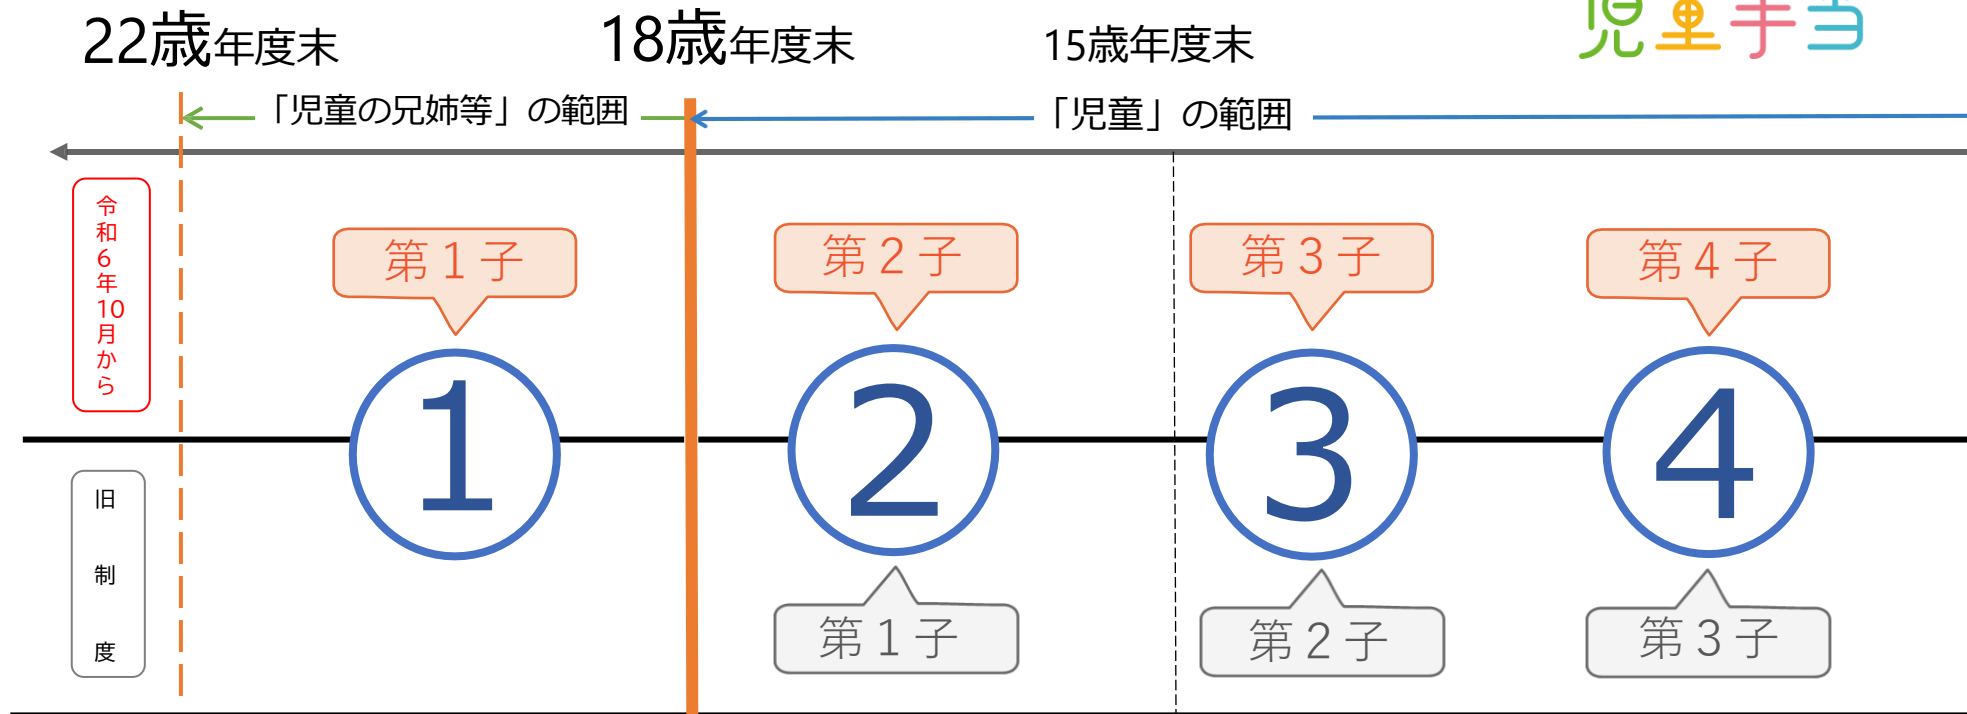 児童手当
22歳年度末
18歳年度末
15歳年度末
「児童の兄姉等」の範囲
「児童」の範囲
令和6年10月から
第1子
第2子
第3子
第4子
1
2
3
4
旧制度
第1子
第2子
第3子